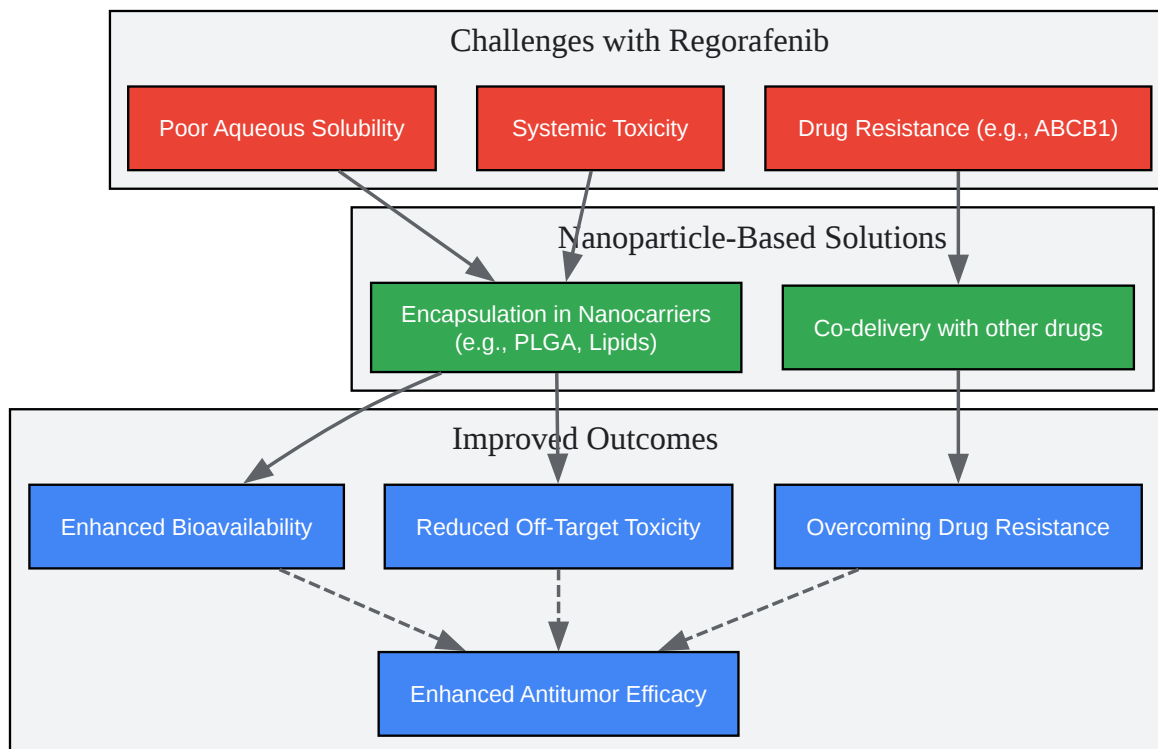 Challenges with Regorafenib
Poor Aqueous Solubility
Systemic Toxicity
Drug Resistance (e.g., ABCB1)
Nanoparticle-Based Solutions
Encapsulation in Nanocarriers
(e.g., PLGA, Lipids)
Co-delivery with other drugs
Improved Outcomes
Enhanced Bioavailability
Reduced Off-Target Toxicity
Overcoming Drug Resistance
Enhanced Antitumor Efficacy